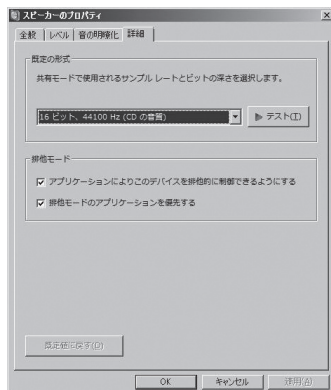 スピーカーのプロパティ
全般 レベル 音の明瞭化 詳細
既定の形式
共有モードで使用されるサンプル レートとビットの深さを選択します。
16 ビット、44100 Hz (CD の音質)
テスト(T)
排他モード
アプリケーションによりこのデバイスを排他的に制御できるようにする
排他モードのアプリケーションを優先する
既定値に戻す(D)
OK キャンセル 適用(A)